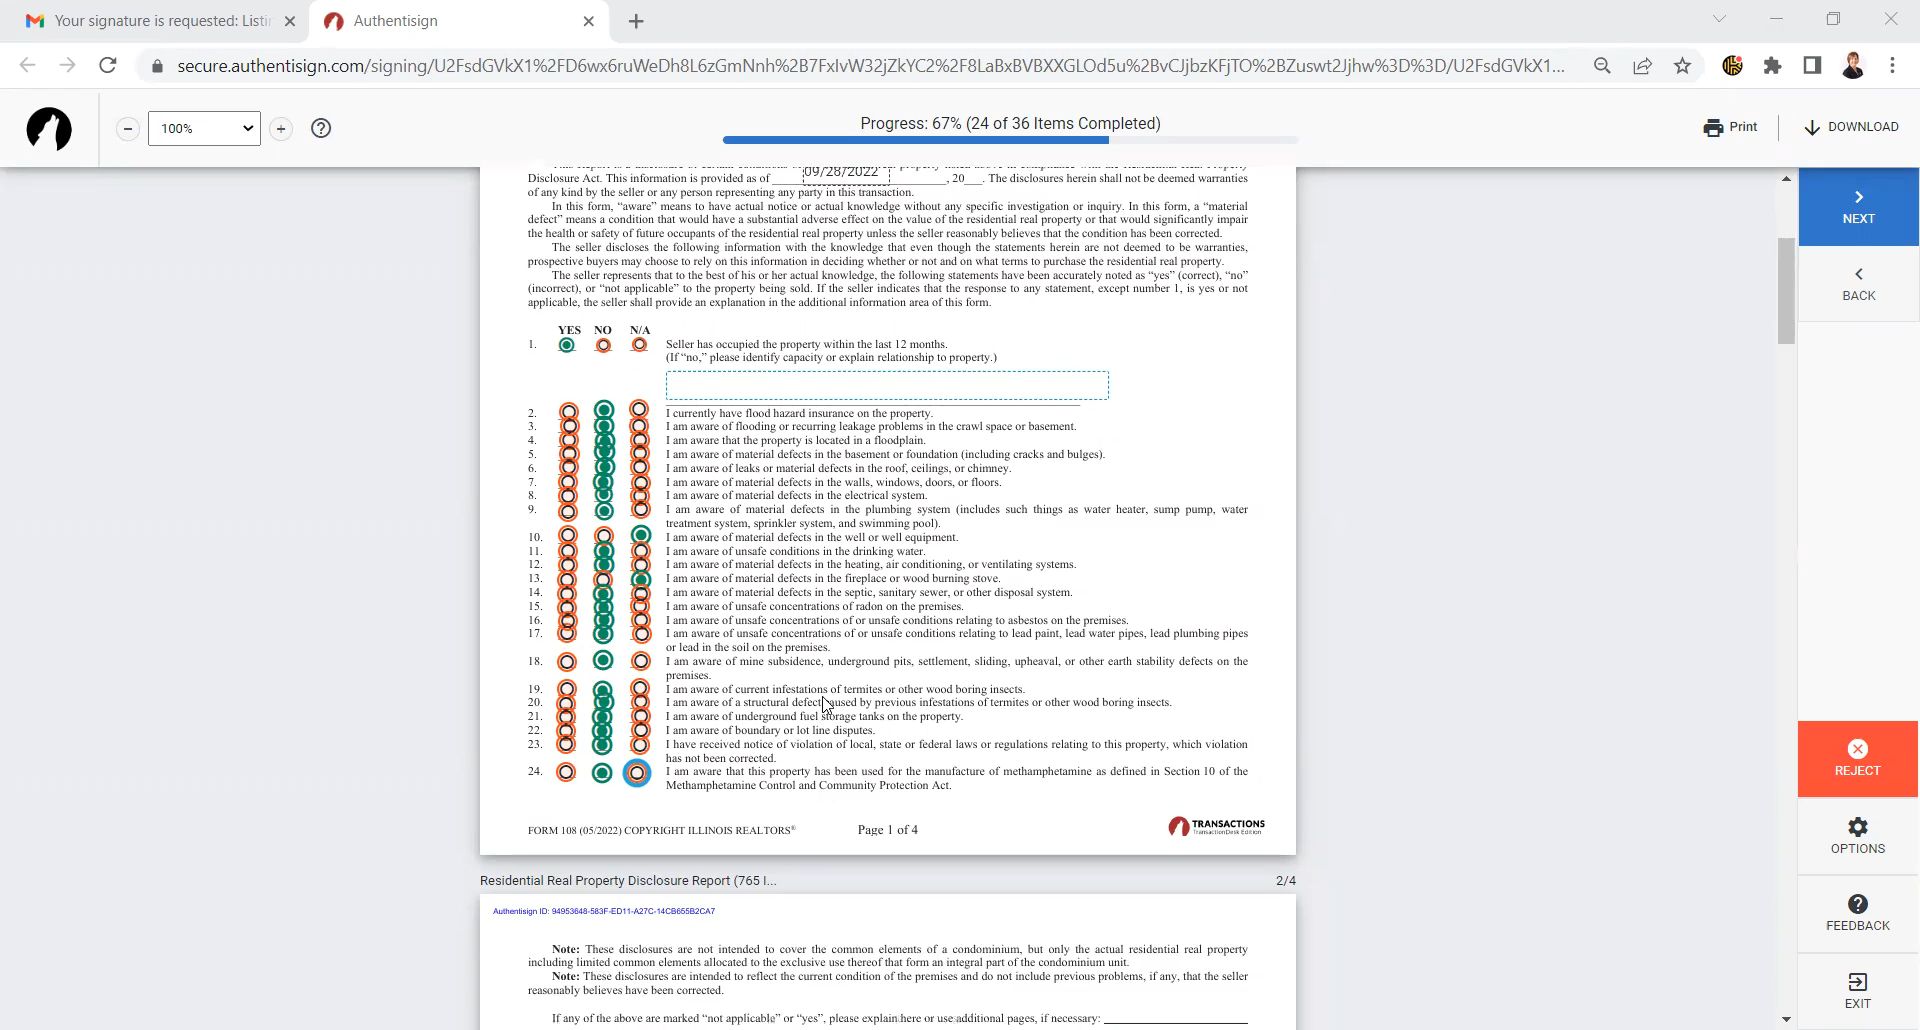 Your signature is requested: Listi
Authentisign
secure.authentisign.com/signing/U2FsdGVkX1%2FD6wx6ruWeDh8L6zGmNnh%2B7FxIvW32jZkYC2%2F8LaBxBVBXXGLOd5u%2BvCJjbzKFjTO%2BZuswt2Jjhw%3D%3D/U2FsdGVkX1...
100%
Progress: 67% (24 of 36 Items Completed)
Print
DOWNLOAD
09/28/2022
Disclosure Act. This information is provided as of ______, 20___. The disclosures herein shall not be deemed warranties
of any kind by the seller or any person representing any party in this transaction.
In this form, “aware” means to have actual notice or actual knowledge without any specific investigation or inquiry. In this form, a “material
defect” means a condition that would have a substantial adverse effect on the value of the residential real property or that would significantly impair
the health or safety of future occupants of the residential real property unless the seller reasonably believes that the condition has been corrected.
The seller discloses the following information with the knowledge that even though the statements herein are not deemed to be warranties,
prospective buyers may choose to rely on this information in deciding whether or not and on what terms to purchase the residential real property.
The seller represents that to the best of his or her actual knowledge, the following statements have been accurately noted as “yes” (correct), “no”
(incorrect), or “not applicable” to the property being sold. If the seller indicates that the response to any statement, except number 1, is yes or not
applicable, the seller shall provide an explanation in the additional information area of this form.
YES NO N/A
1. Seller has occupied the property within the last 12 months.
(If “no,” please identify capacity or explain relationship to property.)
2. I currently have flood hazard insurance on the property.
3. I am aware of flooding or recurring leakage problems in the crawl space or basement.
4. I am aware that the property is located in a floodplain.
5. I am aware of material defects in the basement or foundation (including cracks and bulges).
6. I am aware of leaks or material defects in the roof, ceilings, or chimney.
7. I am aware of material defects in the walls, windows, doors, or floors.
8. I am aware of material defects in the electrical system.
9. I am aware of material defects in the plumbing system (includes such things as water heater, sump pump, water
treatment system, sprinkler system, and swimming pool).
10. I am aware of material defects in the well or well equipment.
11. I am aware of unsafe conditions in the drinking water.
12. I am aware of material defects in the heating, air conditioning, or ventilating systems.
13. I am aware of material defects in the fireplace or wood burning stove.
14. I am aware of material defects in the septic, sanitary sewer, or other disposal system.
15. I am aware of unsafe concentrations of radon on the premises.
16. I am aware of unsafe concentrations of or unsafe conditions relating to asbestos on the premises.
17. I am aware of unsafe concentrations of or unsafe conditions relating to lead paint, lead water pipes, lead plumbing pipes
or lead in the soil on the premises.
18. I am aware of mine subsidence, underground pits, settlement, sliding, upheaval, or other earth stability defects on the
premises.
19. I am aware of current infestations of termites or other wood boring insects.
20. I am aware of a structural defect caused by previous infestations of termites or other wood boring insects.
21. I am aware of underground fuel storage tanks on the property.
22. I am aware of boundary or lot line disputes.
23. I have received notice of violation of local, state or federal laws or regulations relating to this property, which violation
has not been corrected.
24. I am aware that this property has been used for the manufacture of methamphetamine as defined in Section 10 of the
Methamphetamine Control and Community Protection Act.
FORM 108 (05/2022) COPYRIGHT ILLINOIS REALTORS®
Page 1 of 4
TRANSACTIONS
TransactionDesk Edition
Residential Real Property Disclosure Report (765 I...
2/4
Authentisign ID: 94953648-583F-ED11-A27C-14CB655B2CA7
Note: These disclosures are not intended to cover the common elements of a condominium, but only the actual residential real property
including limited common elements allocated to the exclusive use thereof that form an integral part of the condominium unit.
Note: These disclosures are intended to reflect the current condition of the premises and do not include previous problems, if any, that the seller
reasonably believes have been corrected.
If any of the above are marked “not applicable” or “yes”, please explain here or use additional pages, if necessary: ______
NEXT
BACK
REJECT
OPTIONS
FEEDBACK
EXIT